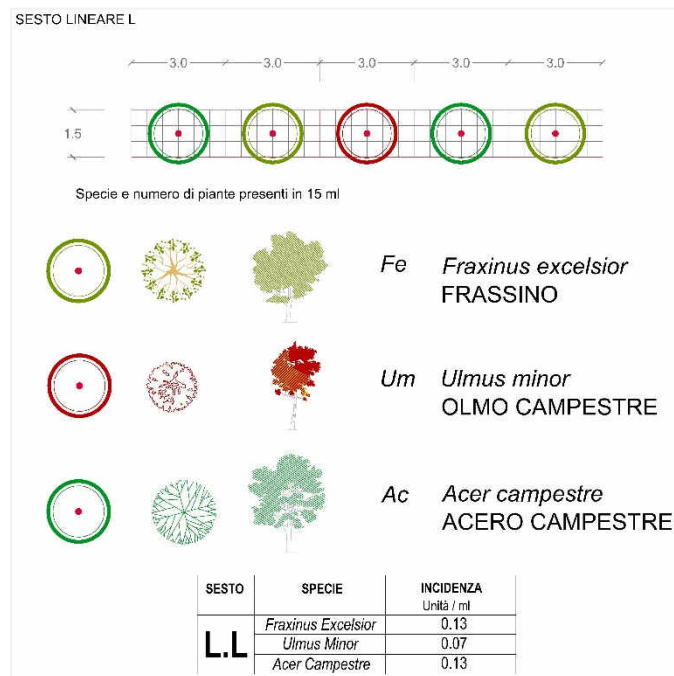 SESTO LINEARE L
3.0 3.0 3.0 3.0 3.0
1.5
Specie e numero di piante presenti in 15 ml
Fe Fraxinus excelsior
FRASSINO
Um Ulmus minor
OLMO CAMPESTRE
Ac Acer campestre
ACERO CAMPESTRE
SESTO SPECIE INCIDENZA
Unità / ml
L.L
Fraxinus Excelsior 0.13
Ulmus Minor 0.07
Acer Campestre 0.13